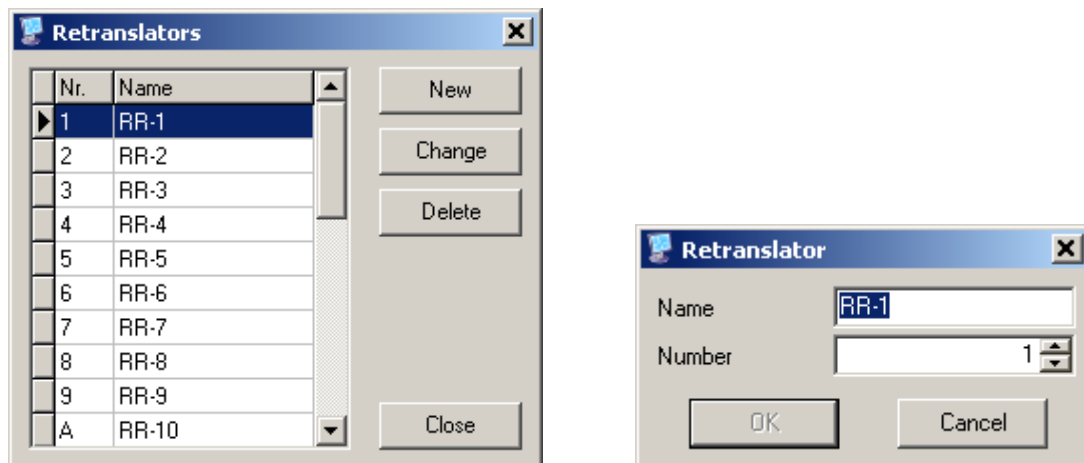 Retranslators
Nr. Name
1 RR-1
2 RR-2
3 RR-3
4 RR-4
5 RR-5
6 RR-6
7 RR-7
8 RR-8
9 RR-9
A RR-10
New
Change
Delete
Close
Retranslator
Name RR-1
Number 1
OK Cancel